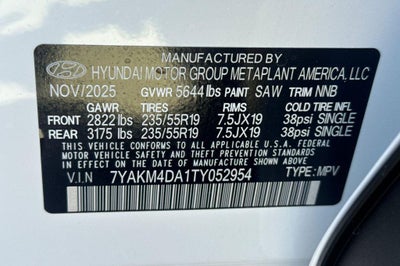 MANUFACTURED BY
HYUNDAI MOTOR GROUP METAPLANT AMERICA, LLC
NOV/2025 GVWR 5644 lbs PAINT SAW TRIM NNB
GAWR TIRES RIMS COLD TIRE INFL
FRONT 2822 lbs 235/55R19 7.5JX19 38psi SINGLE
REAR 3175 lbs 235/55R19 7.5JX19 38psi SINGLE
THIS VEHICLE CONFORMS TO ALL APPLICABLE U.S.A. FEDERAL
MOTOR VEHICLE SAFETY STANDARDS IN EFFECT ON
THE DATE OF MANUFACTURE SHOWN ABOVE.
V.I.N 7YAKM4DA1TY052954 TYPE: MPV